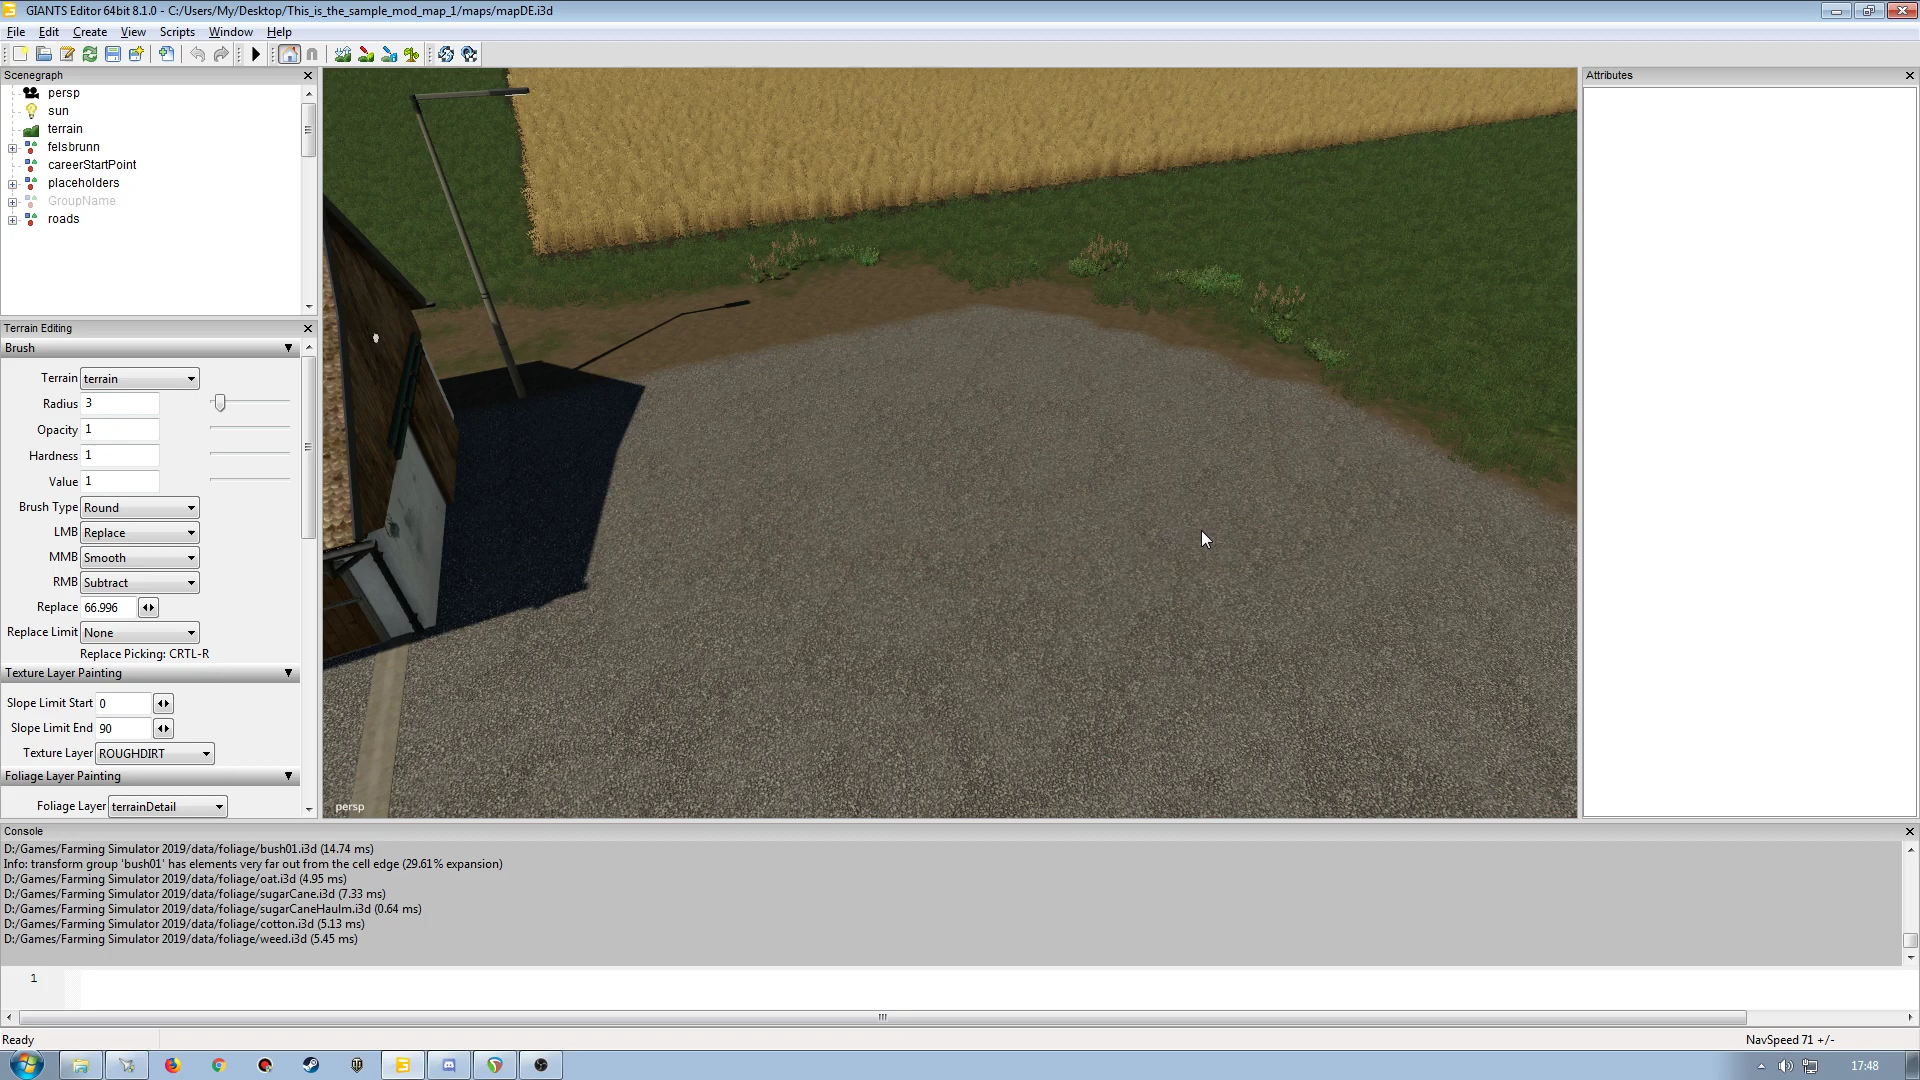 GIANTS Editor 64bit 8.1.0 - C:/Users/My/Desktop/This_is_the_sample_mod_map_1/maps/mapDE.i3d
File Edit Create View Scripts Window Help
Scenegraph
persp
sun
terrain
felsbrunn
careerStartPoint
placeholders
GroupName
roads
Terrain Editing
Brush
Terrain terrain
Radius 3
Opacity 1
Hardness 1
Value 1
Brush Type Round
LMB Replace
MMB Smooth
RMB Subtract
Replace 66.996
Replace Limit None
Replace Picking: CRTL-R
Texture Layer Painting
Slope Limit Start 0
Slope Limit End 90
Texture Layer ROUGHDIRT
Foliage Layer Painting
Foliage Layer terrainDetail
persp
Attributes
Console
D:/Games/Farming Simulator 2019/data/foliage/bush01.i3d (14.74 ms)
Info: transform group 'bush01' has elements very far out from the cell edge (29.61% expansion)
D:/Games/Farming Simulator 2019/data/foliage/oat.i3d (4.95 ms)
D:/Games/Farming Simulator 2019/data/foliage/sugarCane.i3d (7.33 ms)
D:/Games/Farming Simulator 2019/data/foliage/sugarCaneHaulm.i3d (0.64 ms)
D:/Games/Farming Simulator 2019/data/foliage/cotton.i3d (5.13 ms)
D:/Games/Farming Simulator 2019/data/foliage/weed.i3d (5.45 ms)
1
Ready
NavSpeed 71 +/-
17:48